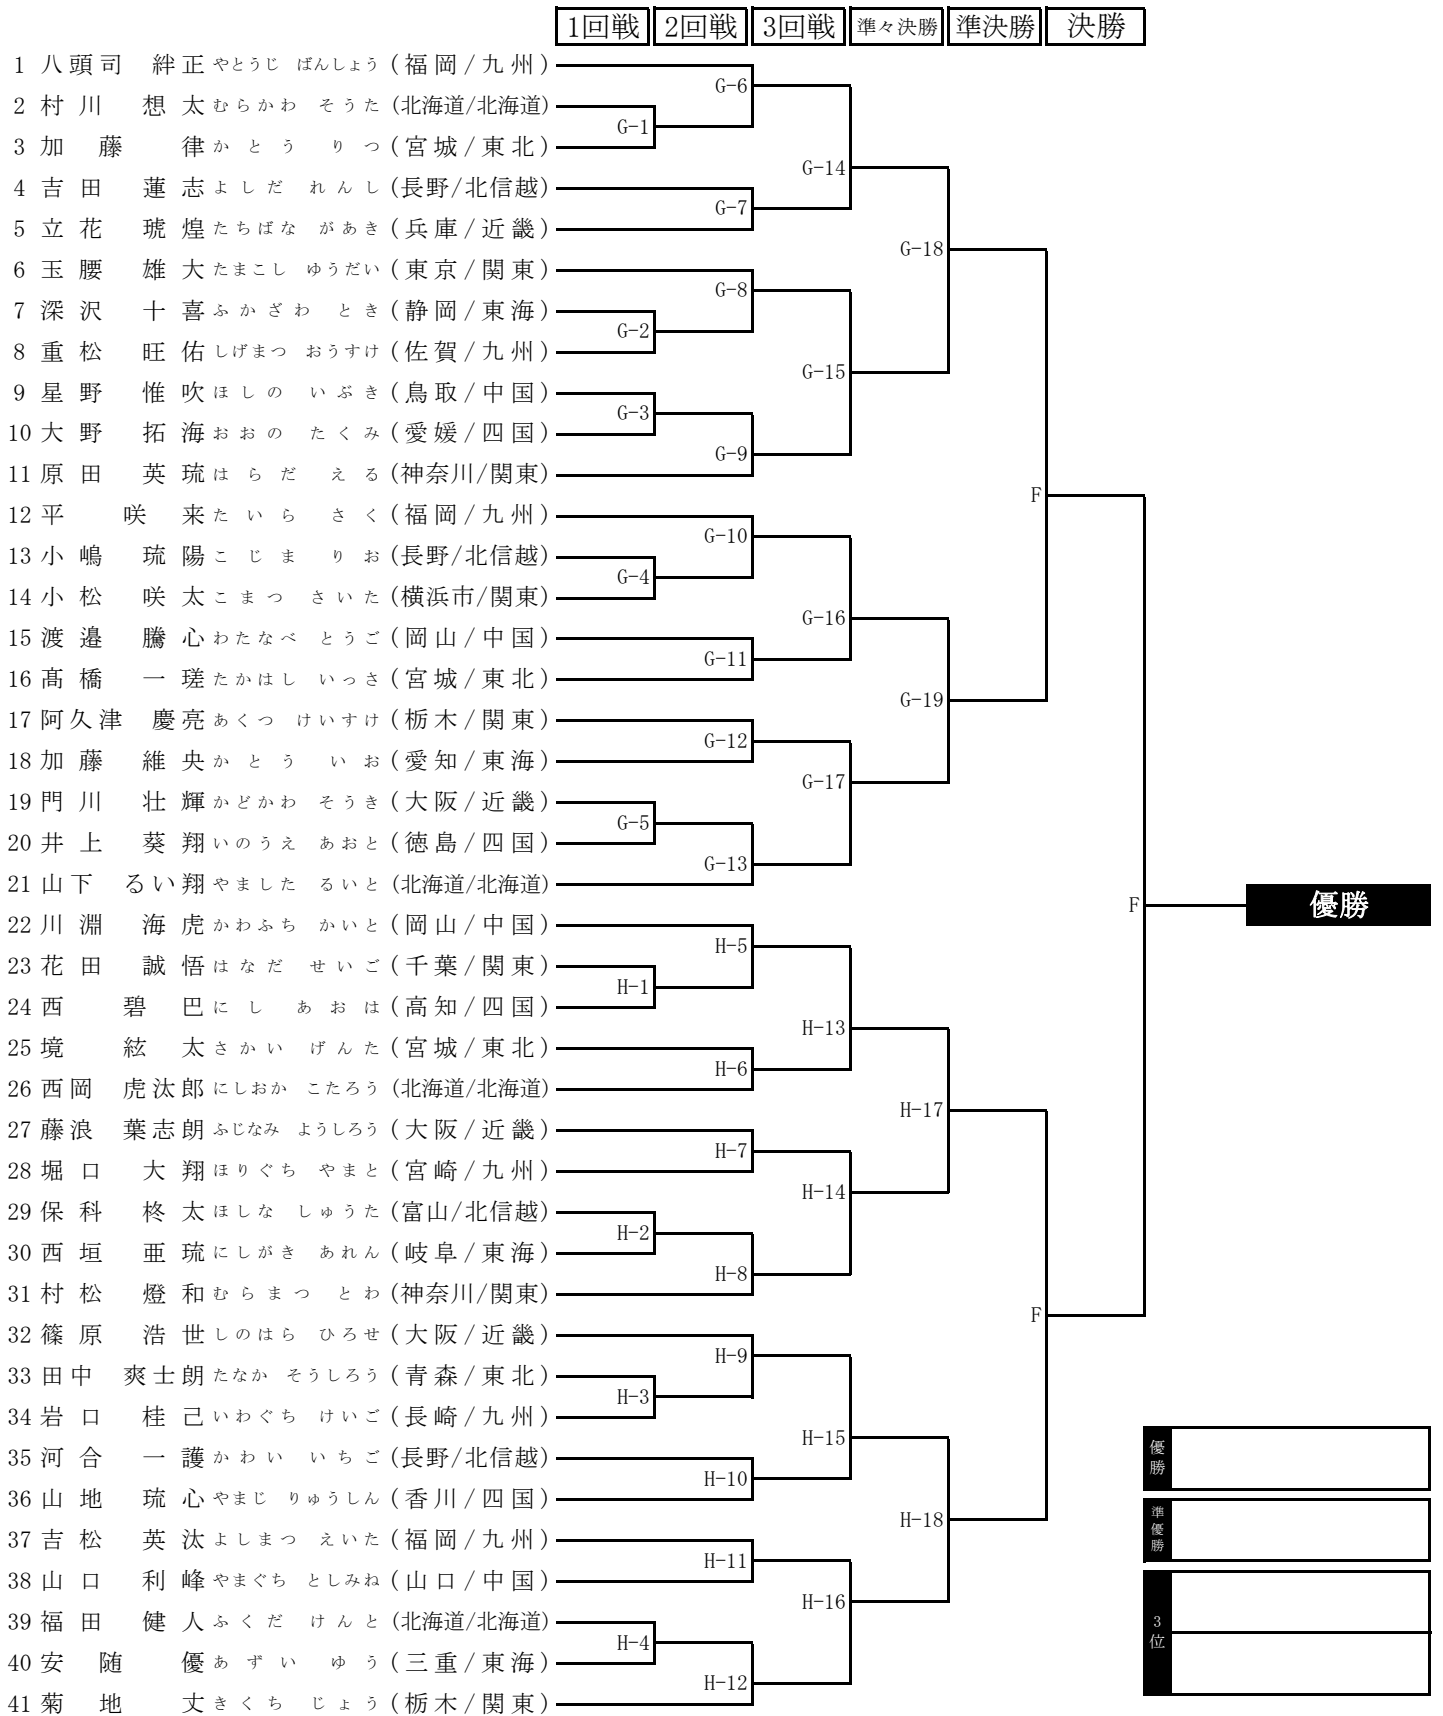 1回戦 2回戦 3回戦 準々決勝 準決勝 決勝
1 八頭司 絆正 やとうじ ばんしょう (福岡/九州)
G-6
2 村川 想太 むらかわ そうた (北海道/北海道)
G-1
3 加藤 律 かとう りつ (宮城/東北)
G-14
4 吉田 蓮志 よしだ れんし (長野/北信越)
G-7
5 立花 琥煌 たちばな があき (兵庫/近畿)
G-18
6 玉腰 雄大 たまこし ゆうだい (東京/関東)
G-8
7 深沢 十喜 ふかざわ とき (静岡/東海)
G-2
8 重松 旺佑 しげまつ おうすけ (佐賀/九州)
G-15
9 星野 惟吹 ほしの いぶき (鳥取/中国)
G-3
10 大野 拓海 おおの たくみ (愛媛/四国)
G-9
11 原田 英琉 はらだ える (神奈川/関東)
F
12 平 咲来 たいら さく (福岡/九州)
G-10
13 小嶋 琉陽 こじま りお (長野/北信越)
G-4
14 小松 咲太 こまつ さいた (横浜市/関東)
G-16
15 渡邉 騰心 わたなべ とうご (岡山/中国)
G-11
16 髙橋 一瑳 たかはし いっさ (宮城/東北)
G-19
17 阿久津 慶亮 あくつ けいすけ (栃木/関東)
G-12
18 加藤 維央 かとう いお (愛知/東海)
G-17
19 門川 壮輝 かどかわ そうき (大阪/近畿)
G-5
20 井上 葵翔 いのうえ あおと (徳島/四国)
G-13
21 山下 るい翔 やました るいと (北海道/北海道)
F 優勝
22 川淵 海虎 かわふち かいと (岡山/中国)
H-5
23 花田 誠悟 はなだ せいご (千葉/関東)
H-1
24 西 碧巴 にし あおは (高知/四国)
H-13
25 境 絃太 さかい げんた (宮城/東北)
H-6
26 西岡 虎汰郎 にしおか こたろう (北海道/北海道)
H-17
27 藤浪 葉志朗 ふじなみ ようしろう (大阪/近畿)
H-7
28 堀口 大翔 ほりぐち やまと (宮崎/九州)
H-14
29 保科 柊太 ほしな しゅうた (富山/北信越)
H-2
30 西垣 亜琉 にしがき あれん (岐阜/東海)
H-8
31 村松 燈和 むらまつ とわ (神奈川/関東)
F
32 篠原 浩世 しのはら ひろせ (大阪/近畿)
H-9
33 田中 爽士朗 たなか そうしろう (青森/東北)
H-3
34 岩口 桂己 いわぐち けいご (長崎/九州)
H-15
35 河合 一護 かわい いちご (長野/北信越)
H-10
36 山地 琉心 やまじ りゅうしん (香川/四国)
H-18
37 吉松 英汰 よしまつ えいた (福岡/九州)
H-11
38 山口 利峰 やまぐち としみね (山口/中国)
H-16
39 福田 健人 ふくだ けんと (北海道/北海道)
H-4
40 安随 優 あずい ゆう (三重/東海)
H-12
41 菊地 丈 きくち じょう (栃木/関東)
優勝
準優勝
3位